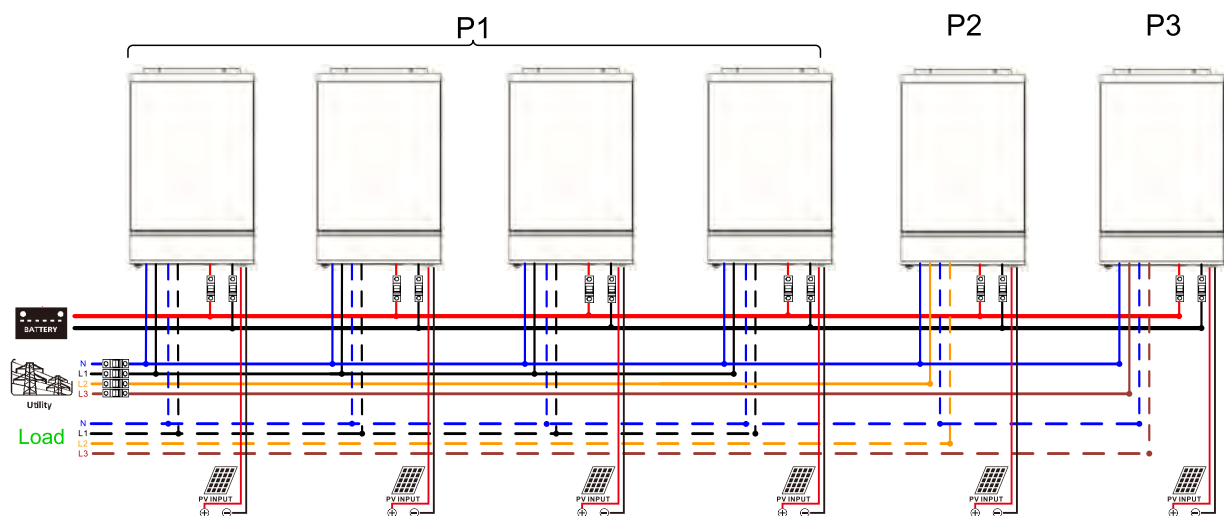 P1
P2
P3
BATTERY
N
L1
L2
L3
Utility
Load
N
L1
L2
L3
PV INPUT
PV INPUT
PV INPUT
PV INPUT
PV INPUT
PV INPUT